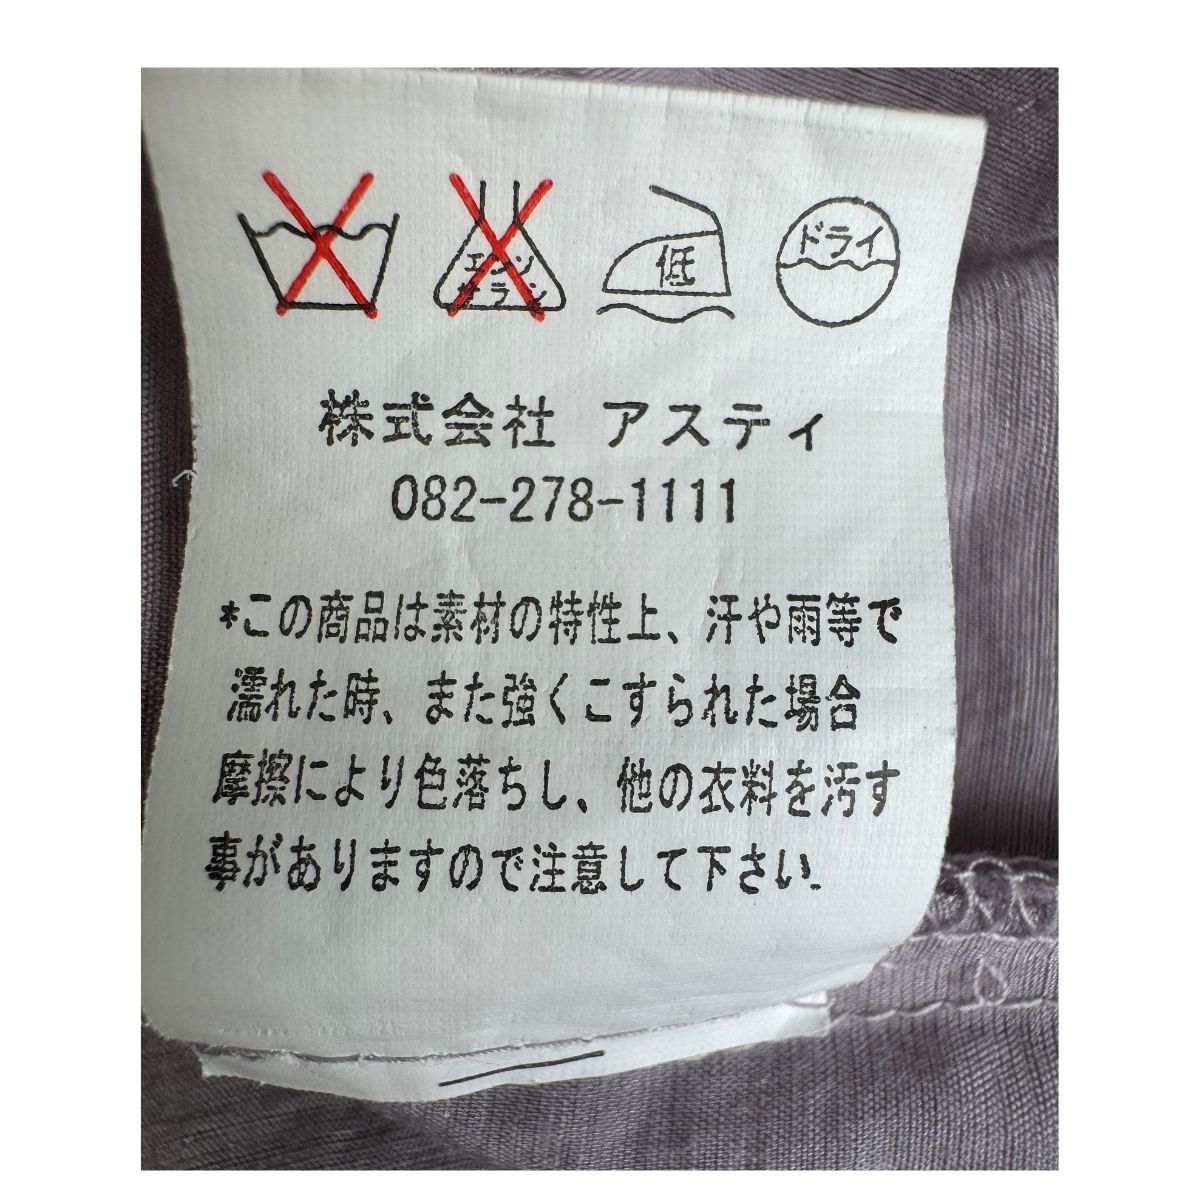 エンソ
サラシ
低
ドライ
株式会社 アスティ
082-278-1111
*この商品は素材の特性上、汗や雨等で
濡れた時、また強くこすられた場合
摩擦により色落ちし、他の衣料を汚す
事がありますので注意して下さい.